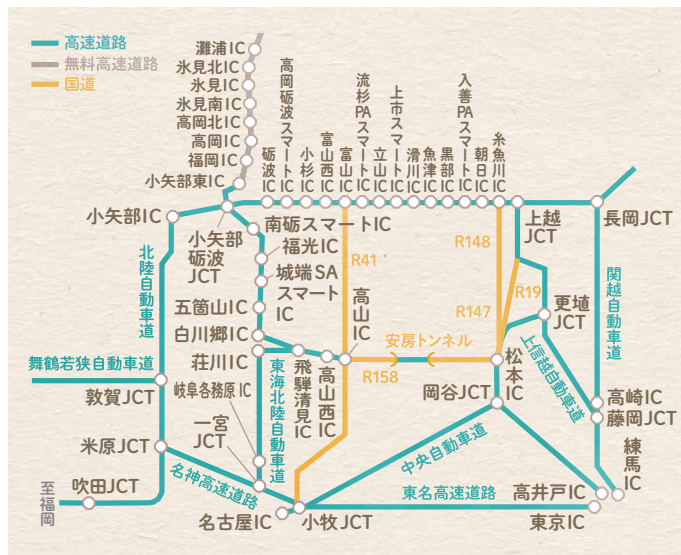 高速道路
無料高速道路
国道
灘浦IC
氷見北IC
氷見IC
氷見南IC
高岡北IC
高岡IC
福岡IC
小矢部東IC
砺波IC
高岡砺波スマートIC
小杉IC
富山西IC
富山IC
流杉PAスマートIC
立山IC
上市スマートIC
滑川IC
魚津IC
黒部IC
入善PAスマートIC
朝日IC
糸魚川IC
小矢部IC
小矢部
砺波
JCT
南砺スマートIC
福光IC
城端SA
スマート
IC
五箇山IC
白川郷IC
荘川IC
飛騨清見IC
高山西IC
高山IC
上越
JCT
長岡JCT
R41
R148
R147
R19
R158
安房トンネル
更埴
JCT
松本IC
岡谷JCT
北陸自動車道
舞鶴若狭自動車道
敦賀JCT
岐阜各務原IC
一宮
JCT
東海北陸自動車道
上信越自動車道
関越自動車道
高崎IC
藤岡JCT
練馬IC
米原JCT
吹田JCT
至福岡
名神高速道路
中央自動車道
東名高速道路
高井戸IC
東京IC
名古屋IC
小牧JCT